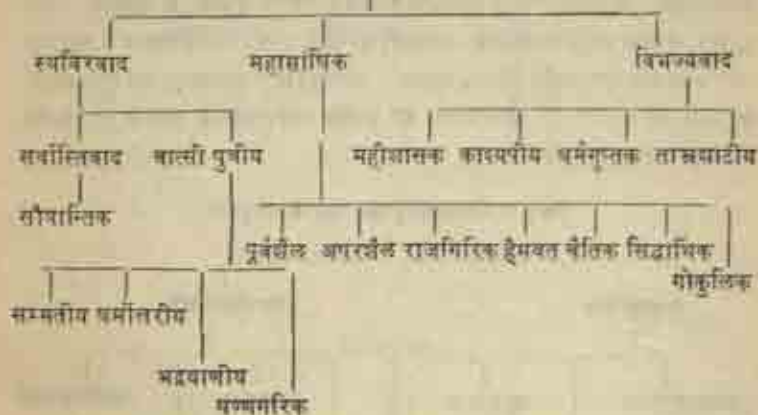 स्थविरवाद महासांघिक विभज्यवाद
सर्वास्तिवाद वात्सी पुत्रीय महीशासक काश्यपीय धर्मगुप्तक ताम्रशाटीय
सौत्रान्तिक
पूर्वशैल अपरशैल राजगिरिक हैमवत चैतिक सिद्धार्थिक
गोकुलिक
सम्मतीय धर्मोत्तरीय
भद्रयाणीय
षण्णगरिक